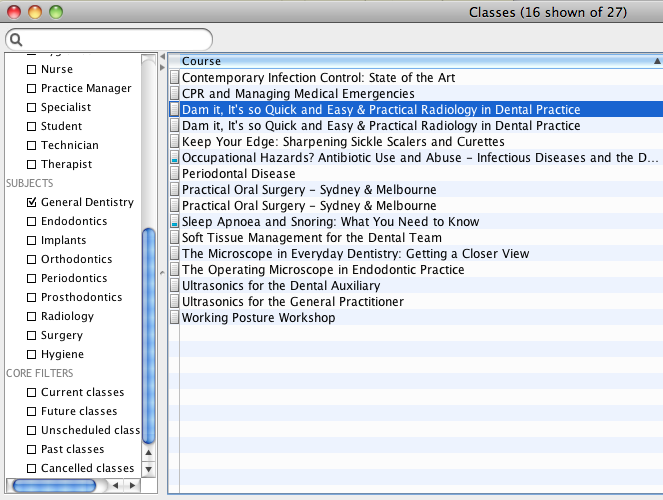 Classes (16 shown of 27)
Nurse
Practice Manager
Specialist
Student
Technician
Therapist
SUBJECTS
General Dentistry
Endodontics
Implants
Orthodontics
Periodontics
Prosthodontics
Radiology
Surgery
Hygiene
CORE FILTERS
Current classes
Future classes
Unscheduled class
Past classes
Cancelled classes
Course
Contemporary Infection Control: State of the Art
CPR and Managing Medical Emergencies
Dam it, It's so Quick and Easy & Practical Radiology in Dental Practice
Dam it, It's so Quick and Easy & Practical Radiology in Dental Practice
Keep Your Edge: Sharpening Sickle Scalers and Curettes
Occupational Hazards? Antibiotic Use and Abuse – Infectious Diseases and the D...
Periodontal Disease
Practical Oral Surgery – Sydney & Melbourne
Practical Oral Surgery – Sydney & Melbourne
Sleep Apnoea and Snoring: What You Need to Know
Soft Tissue Management for the Dental Team
The Microscope in Everyday Dentistry: Getting a Closer View
The Operating Microscope in Endodontic Practice
Ultrasonics for the Dental Auxiliary
Ultrasonics for the General Practitioner
Working Posture Workshop